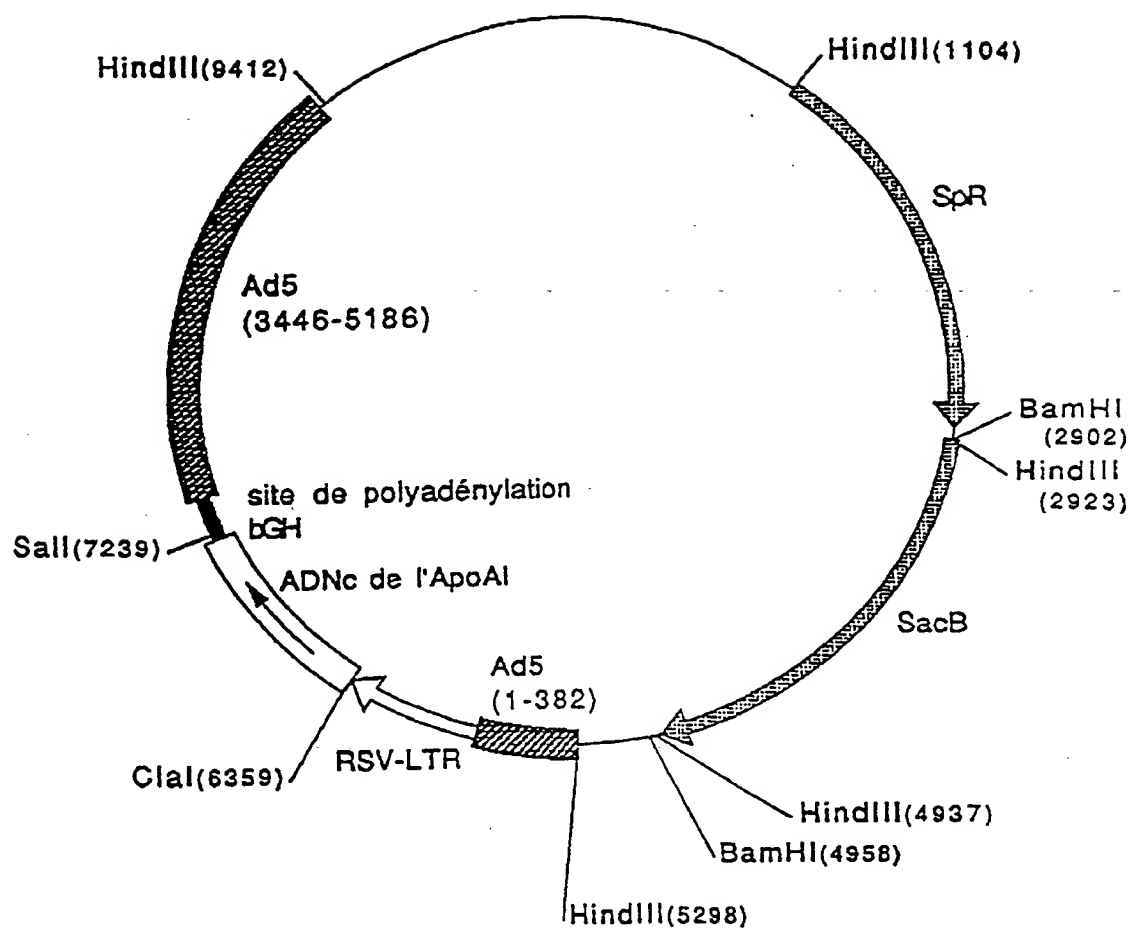 HindIII(9412)
HindIII(1104)
SpR
Ad5
(3446-5186)
BamHI
(2902)
HindIII
(2923)
site de polyadénylation
bGH
SalI(7239)
ADNc de l'ApoAI
SacB
Ad5
(1-382)
RSV-LTR
ClaI(6359)
HindIII(4937)
BamHI(4958)
HindIII(5298)